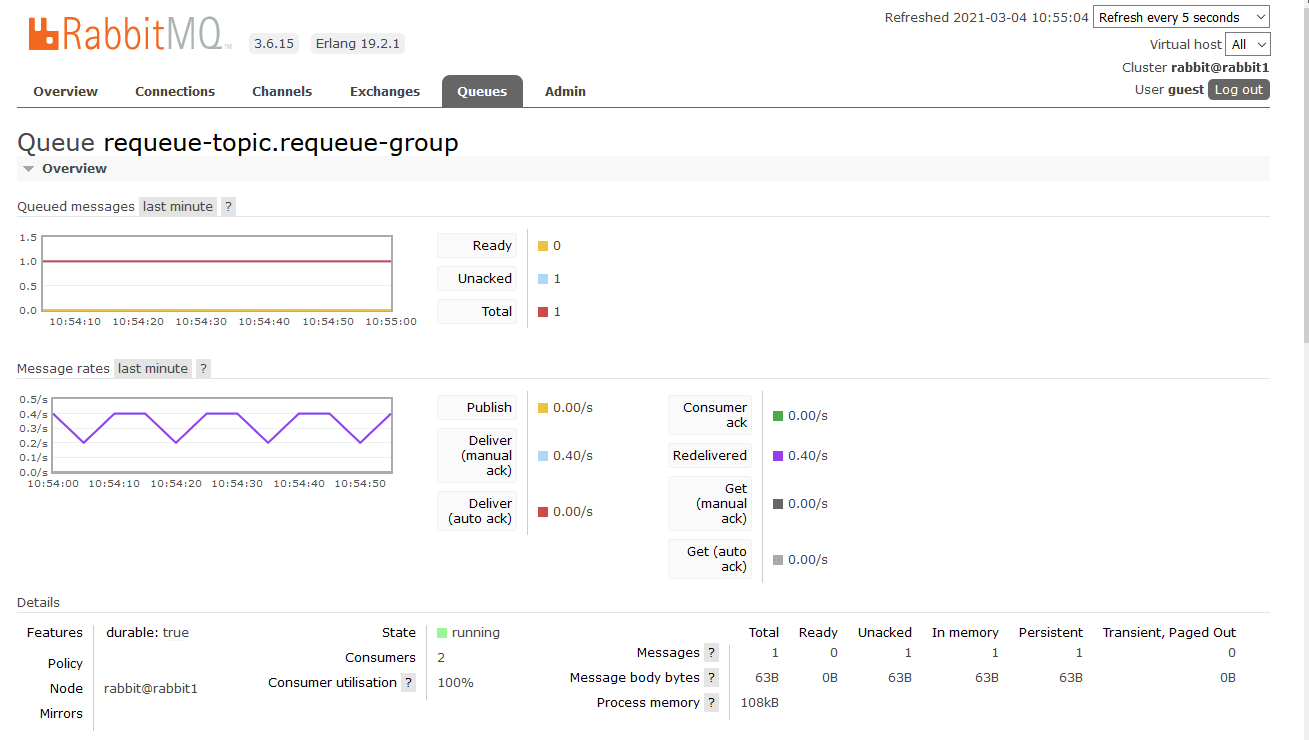 RabbitMQ TM 3.6.15 Erlang 19.2.1
Refreshed 2021-03-04 10:55:04 Refresh every 5 seconds
Virtual host All
Cluster rabbit@rabbit1
User guest Log out
Overview Connections Channels Exchanges Queues Admin
Queue requeue-topic.requeue-group
Overview
Queued messages last minute ?
1.5
1.0
0.5
0.0
10:54:10 10:54:20 10:54:30 10:54:40 10:54:50 10:55:00
Ready 0
Unacked 1
Total 1
Message rates last minute ?
0.5/s
0.4/s
0.3/s
0.2/s
0.1/s
0.0/s
10:54:00 10:54:10 10:54:20 10:54:30 10:54:40 10:54:50
Publish 0.00/s
Deliver
(manual 0.40/s
ack)
Deliver
(auto ack) 0.00/s
Consumer
ack 0.00/s
Redelivered 0.40/s
Get
(manual 0.00/s
ack)
Get (auto
ack) 0.00/s
Details
Features durable: true
Policy
Node rabbit@rabbit1
Mirrors
State running
Consumers 2
Consumer utilisation ? 100%
Total Ready Unacked In memory Persistent Transient, Paged Out
Messages ? 1 0 1 1 1 0
Message body bytes ? 63B 0B 63B 63B 63B 0B
Process memory ? 108kB